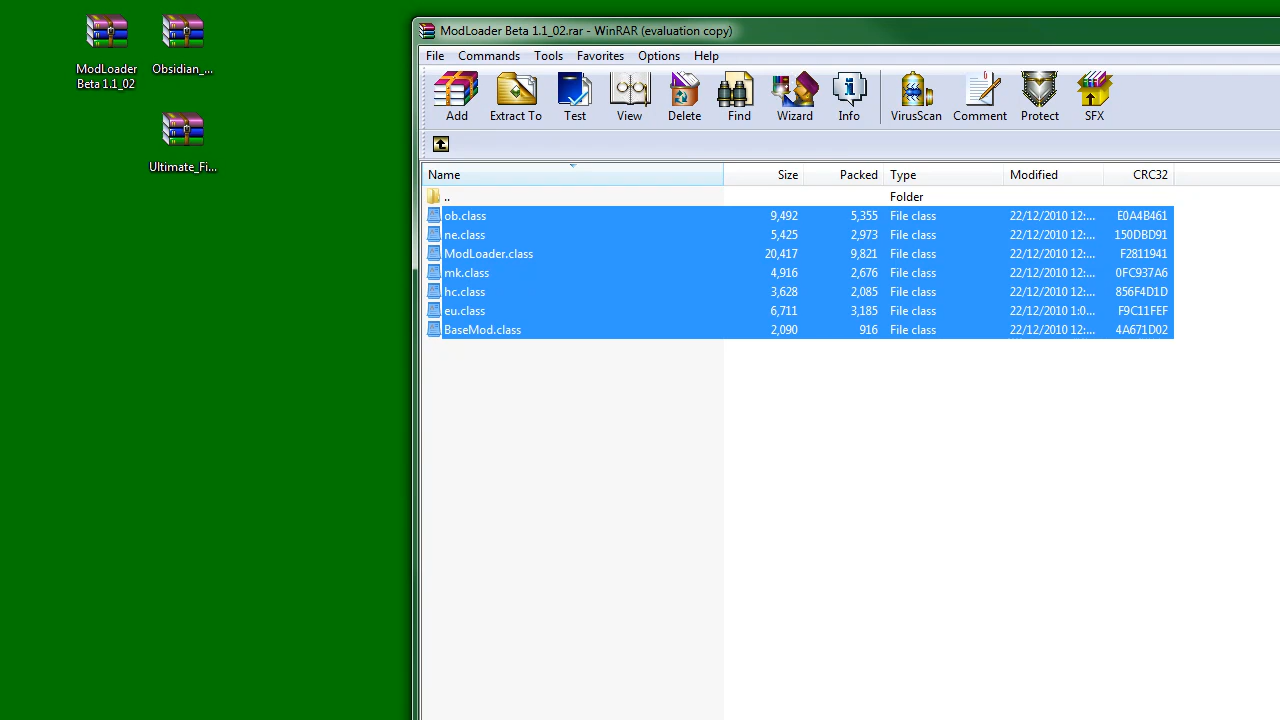 ModLoader
Beta 1.1_02
Obsidian_...
Ultimate_Fi...
ModLoader Beta 1.1_02.rar - WinRAR (evaluation copy)
File Commands Tools Favorites Options Help
Add Extract To Test View Delete Find Wizard Info VirusScan Comment Protect SFX
Name Size Packed Type Modified CRC32
.. Folder
ob.class 9,492 5,355 File class 22/12/2010 12:... E0A4B461
ne.class 5,425 2,973 File class 22/12/2010 12:... 150DBD91
ModLoader.class 20,417 9,821 File class 22/12/2010 12:... F2811941
mk.class 4,916 2,676 File class 22/12/2010 12:... 0FC937A6
hc.class 3,628 2,085 File class 22/12/2010 12:... 856F4D1D
eu.class 6,711 3,185 File class 22/12/2010 1:0... F9C11FEF
BaseMod.class 2,090 916 File class 22/12/2010 12:... 4A671D02